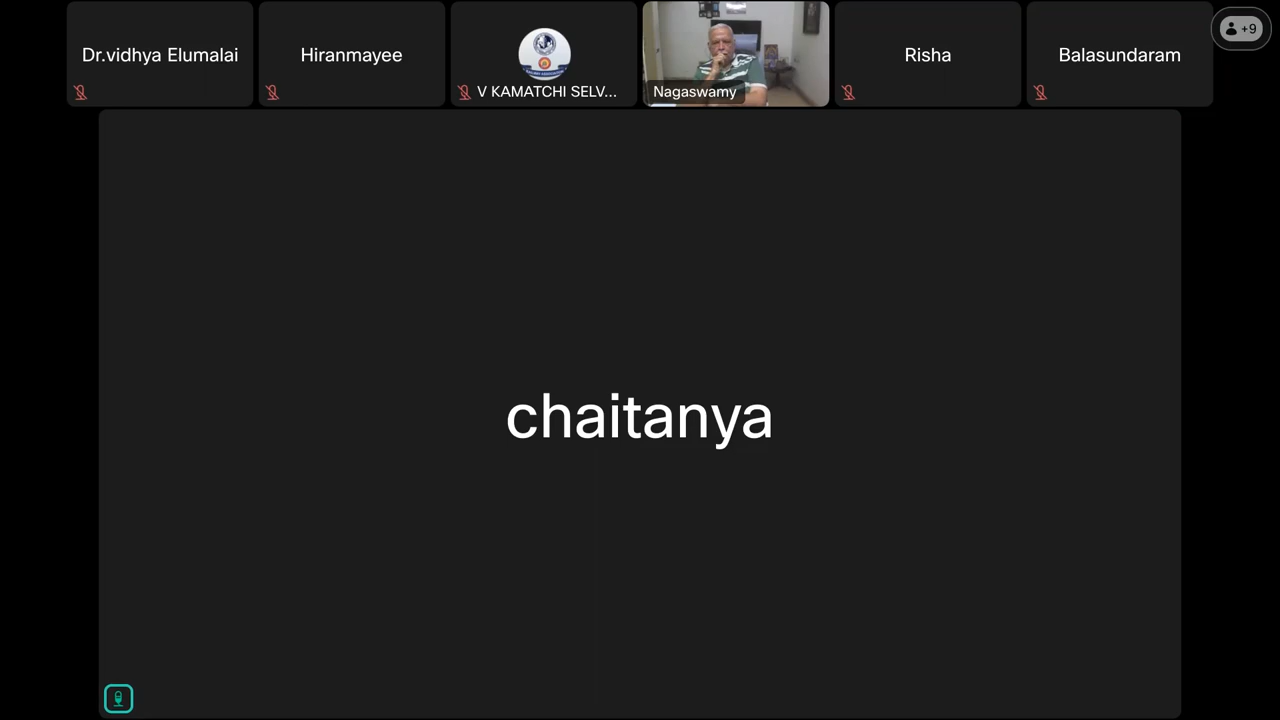 Dr.vidhya Elumalai
Hiranmayee
V KAMATCHI SELV...
Nagaswamy
Risha
Balasundaram
+9
chaitanya